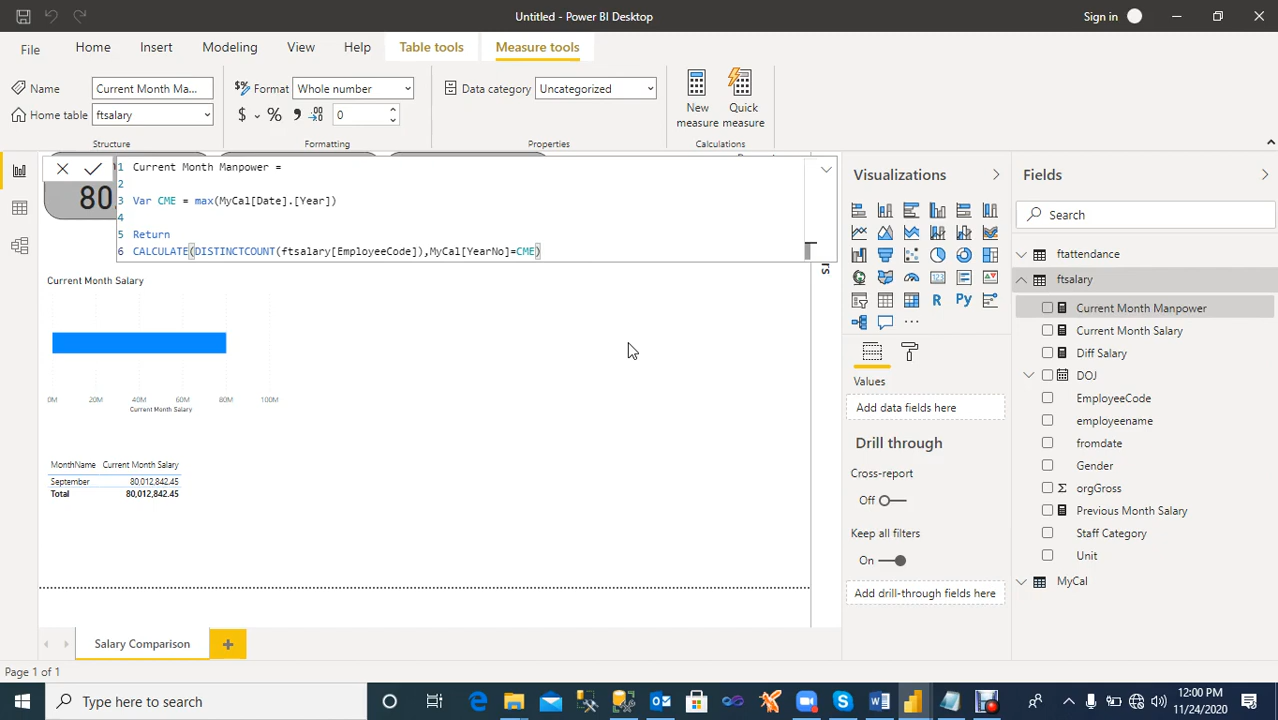 Untitled - Power BI Desktop
Sign in
File
Home
Insert
Modeling
View
Help
Table tools
Measure tools
Name
Current Month Ma...
Home table
ftsalary
Structure
Format
Whole number
$
%
,
0
Formatting
Data category
Uncategorized
Properties
New measure
Quick measure
Calculations
1 Current Month Manpower =
2
3 Var CME = max(MyCal[Date].[Year])
4
5 Return
6 CALCULATE(DISTINCTCOUNT(ftsalary[EmployeeCode]),MyCal[YearNo]=CME)
80
Current Month Salary
0M 20M 40M 60M 80M 100M
Current Month Salary
MonthName Current Month Salary
September 80,012,842.45
Total 80,012,842.45
Visualizations
R
Py
...
Values
Add data fields here
Drill through
Cross-report
Off
Keep all filters
On
Add drill-through fields here
Fields
Search
ftattendance
ftsalary
Current Month Manpower
Current Month Salary
Diff Salary
DOJ
EmployeeCode
employeename
fromdate
Gender
orgGross
Previous Month Salary
Staff Category
Unit
MyCal
Salary Comparison
Page 1 of 1
Type here to search
12:00 PM
11/24/2020